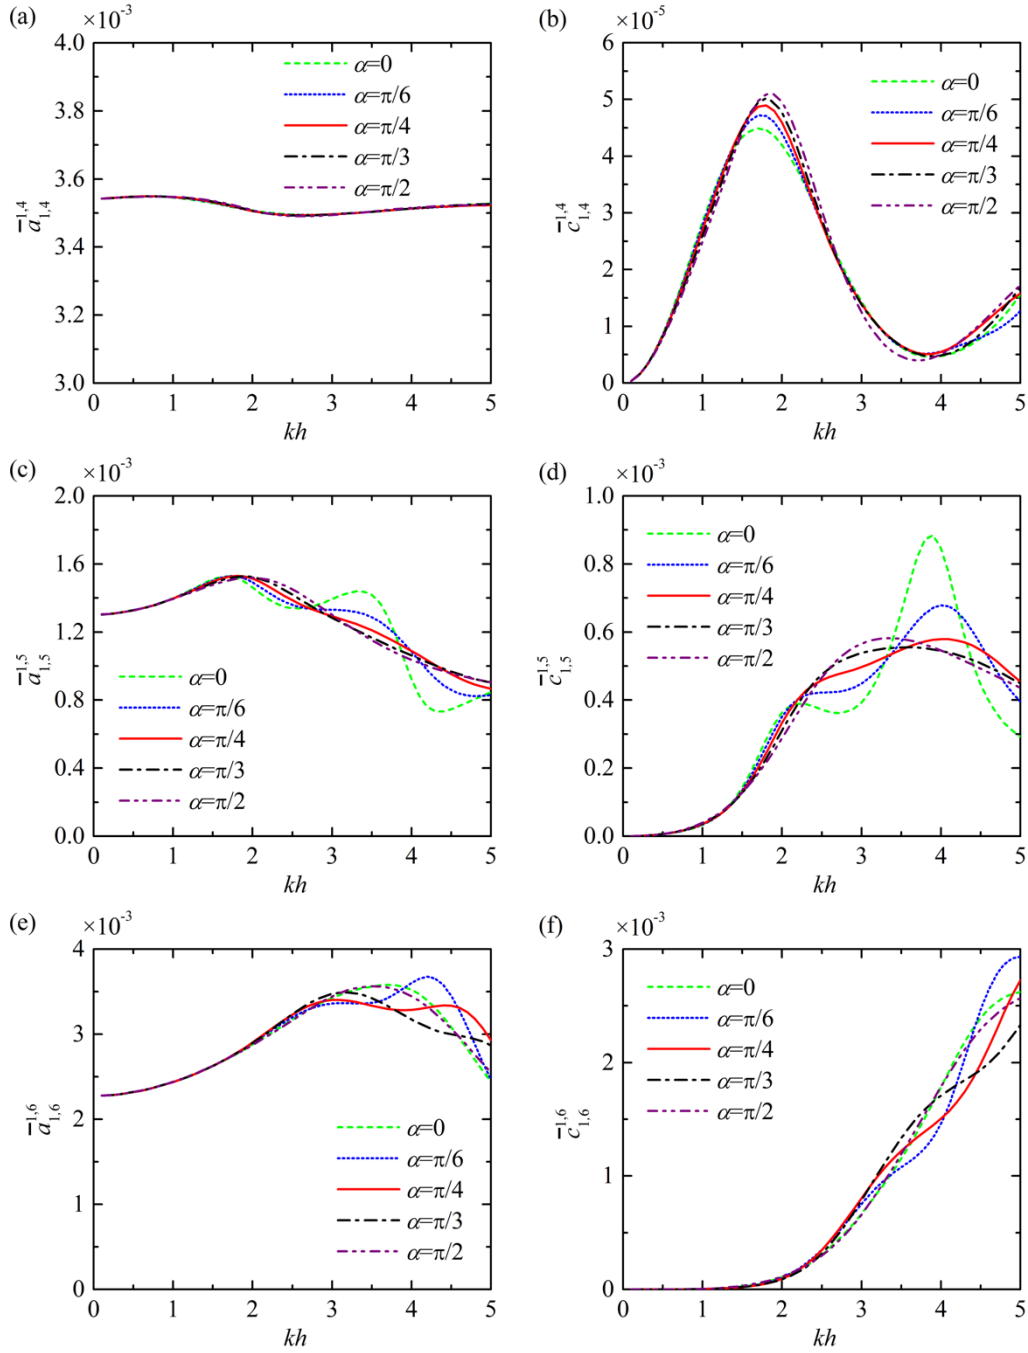 (a)
×10⁻³
4.0
3.8
3.6
3.4
3.2
3.0
0 1 2 3 4 5
kh
a̅¹,⁴₁,₄
α=0
α=π/6
α=π/4
α=π/3
α=π/2
(b)
×10⁻⁵
6
5
4
3
2
1
0
0 1 2 3 4 5
kh
c̅¹,⁴₁,₄
α=0
α=π/6
α=π/4
α=π/3
α=π/2
(c)
×10⁻³
2.0
1.6
1.2
0.8
0.4
0.0
0 1 2 3 4 5
kh
a̅¹,⁵₁,₅
α=0
α=π/6
α=π/4
α=π/3
α=π/2
(d)
×10⁻³
1.0
0.8
0.6
0.4
0.2
0.0
0 1 2 3 4 5
kh
c̅¹,⁵₁,₅
α=0
α=π/6
α=π/4
α=π/3
α=π/2
(e)
×10⁻³
4
3
2
1
0
0 1 2 3 4 5
kh
a̅¹,⁶₁,₆
α=0
α=π/6
α=π/4
α=π/3
α=π/2
(f)
×10⁻³
3
2
1
0
0 1 2 3 4 5
kh
c̅¹,⁶₁,₆
α=0
α=π/6
α=π/4
α=π/3
α=π/2